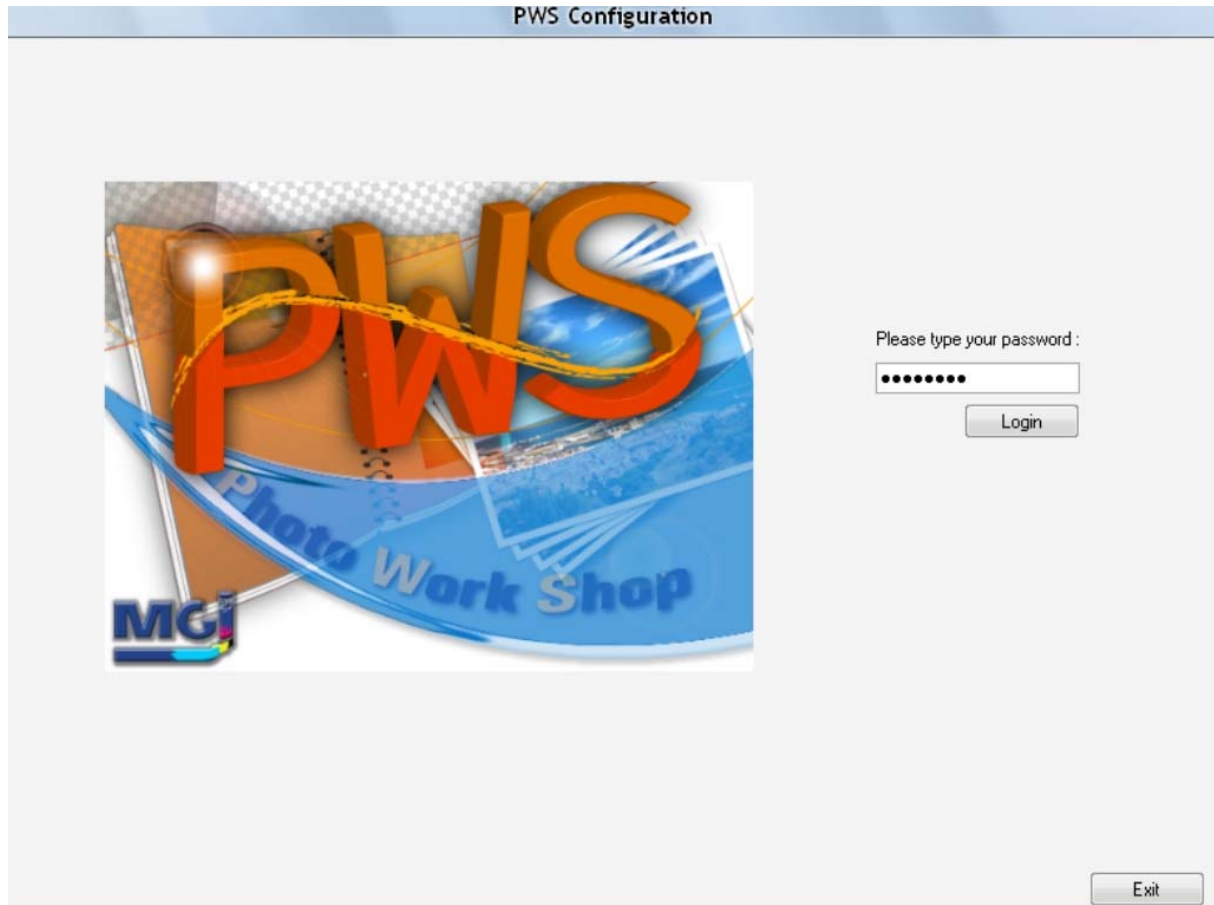 PWS Configuration
PWS
Photo Work Shop
MGI
Please type your password :
••••••••
Login
Exit